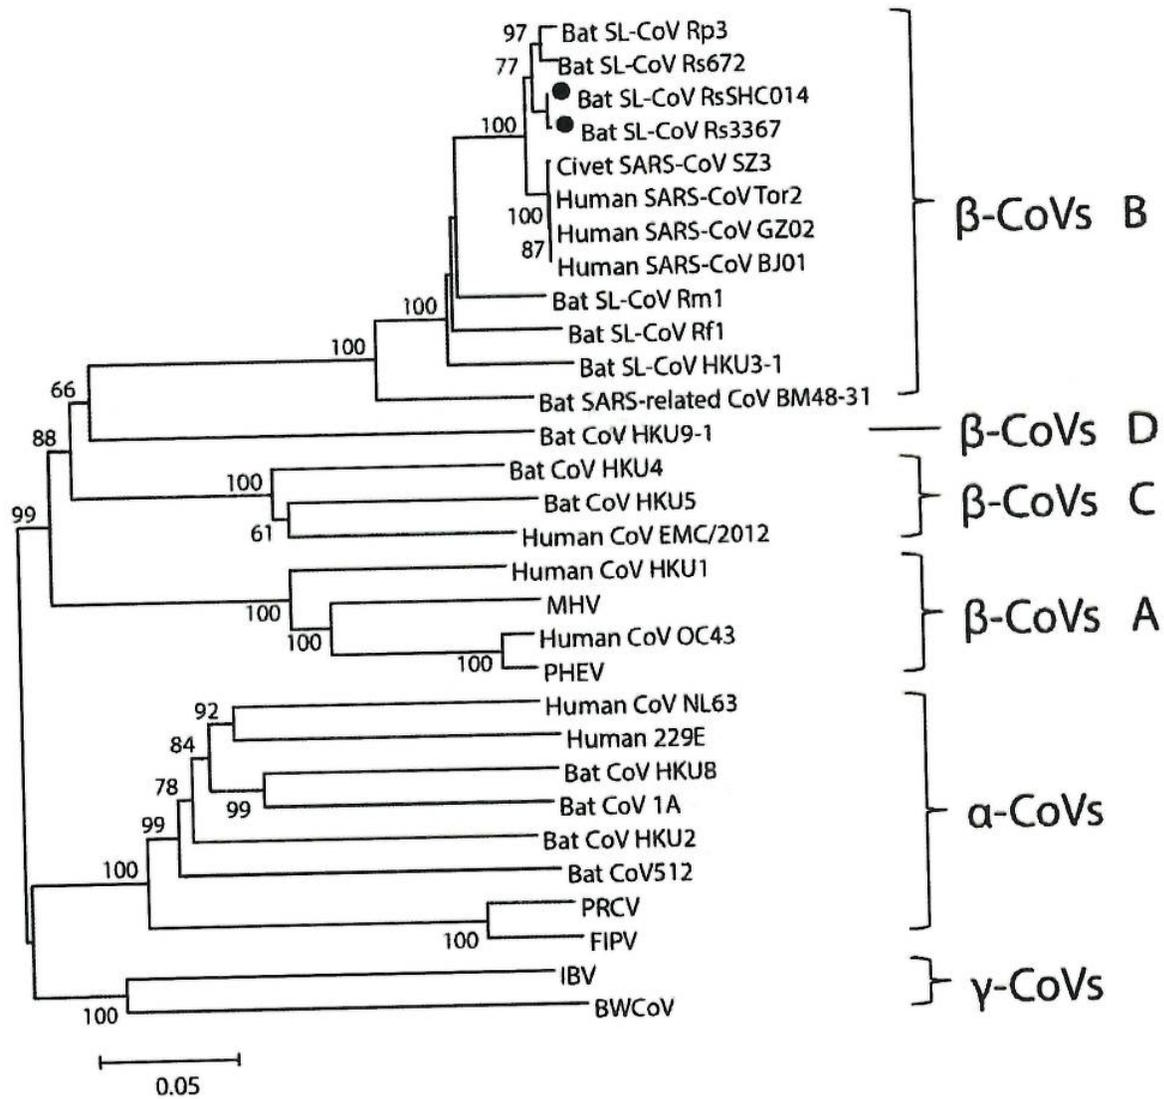 97
Bat SL-CoV Rp3
77
Bat SL-CoV Rs672
Bat SL-CoV RsSHC014
100
Bat SL-CoV Rs3367
Civet SARS-CoV SZ3
Human SARS-CoV Tor2
100
β-CoVs B
Human SARS-CoV GZ02
87
Human SARS-CoV BJ01
100
Bat SL-CoV Rm1
Bat SL-CoV Rf1
100
Bat SL-CoV HKU3-1
66
Bat SARS-related CoV BM48-31
88
Bat CoV HKU9-1
β-CoVs D
Bat CoV HKU4
100
Bat CoV HKU5
β-CoVs C
99
61
Human CoV EMC/2012
Human CoV HKU1
100
MHV
β-CoVs A
100
Human CoV OC43
100
PHEV
92
Human CoV NL63
84
Human 229E
Bat CoV HKU8
78
99
Bat CoV 1A
α-CoVs
99
Bat CoV HKU2
100
Bat CoV512
PRCV
100
FIPV
IBV
γ-CoVs
100
BWCoV
0.05